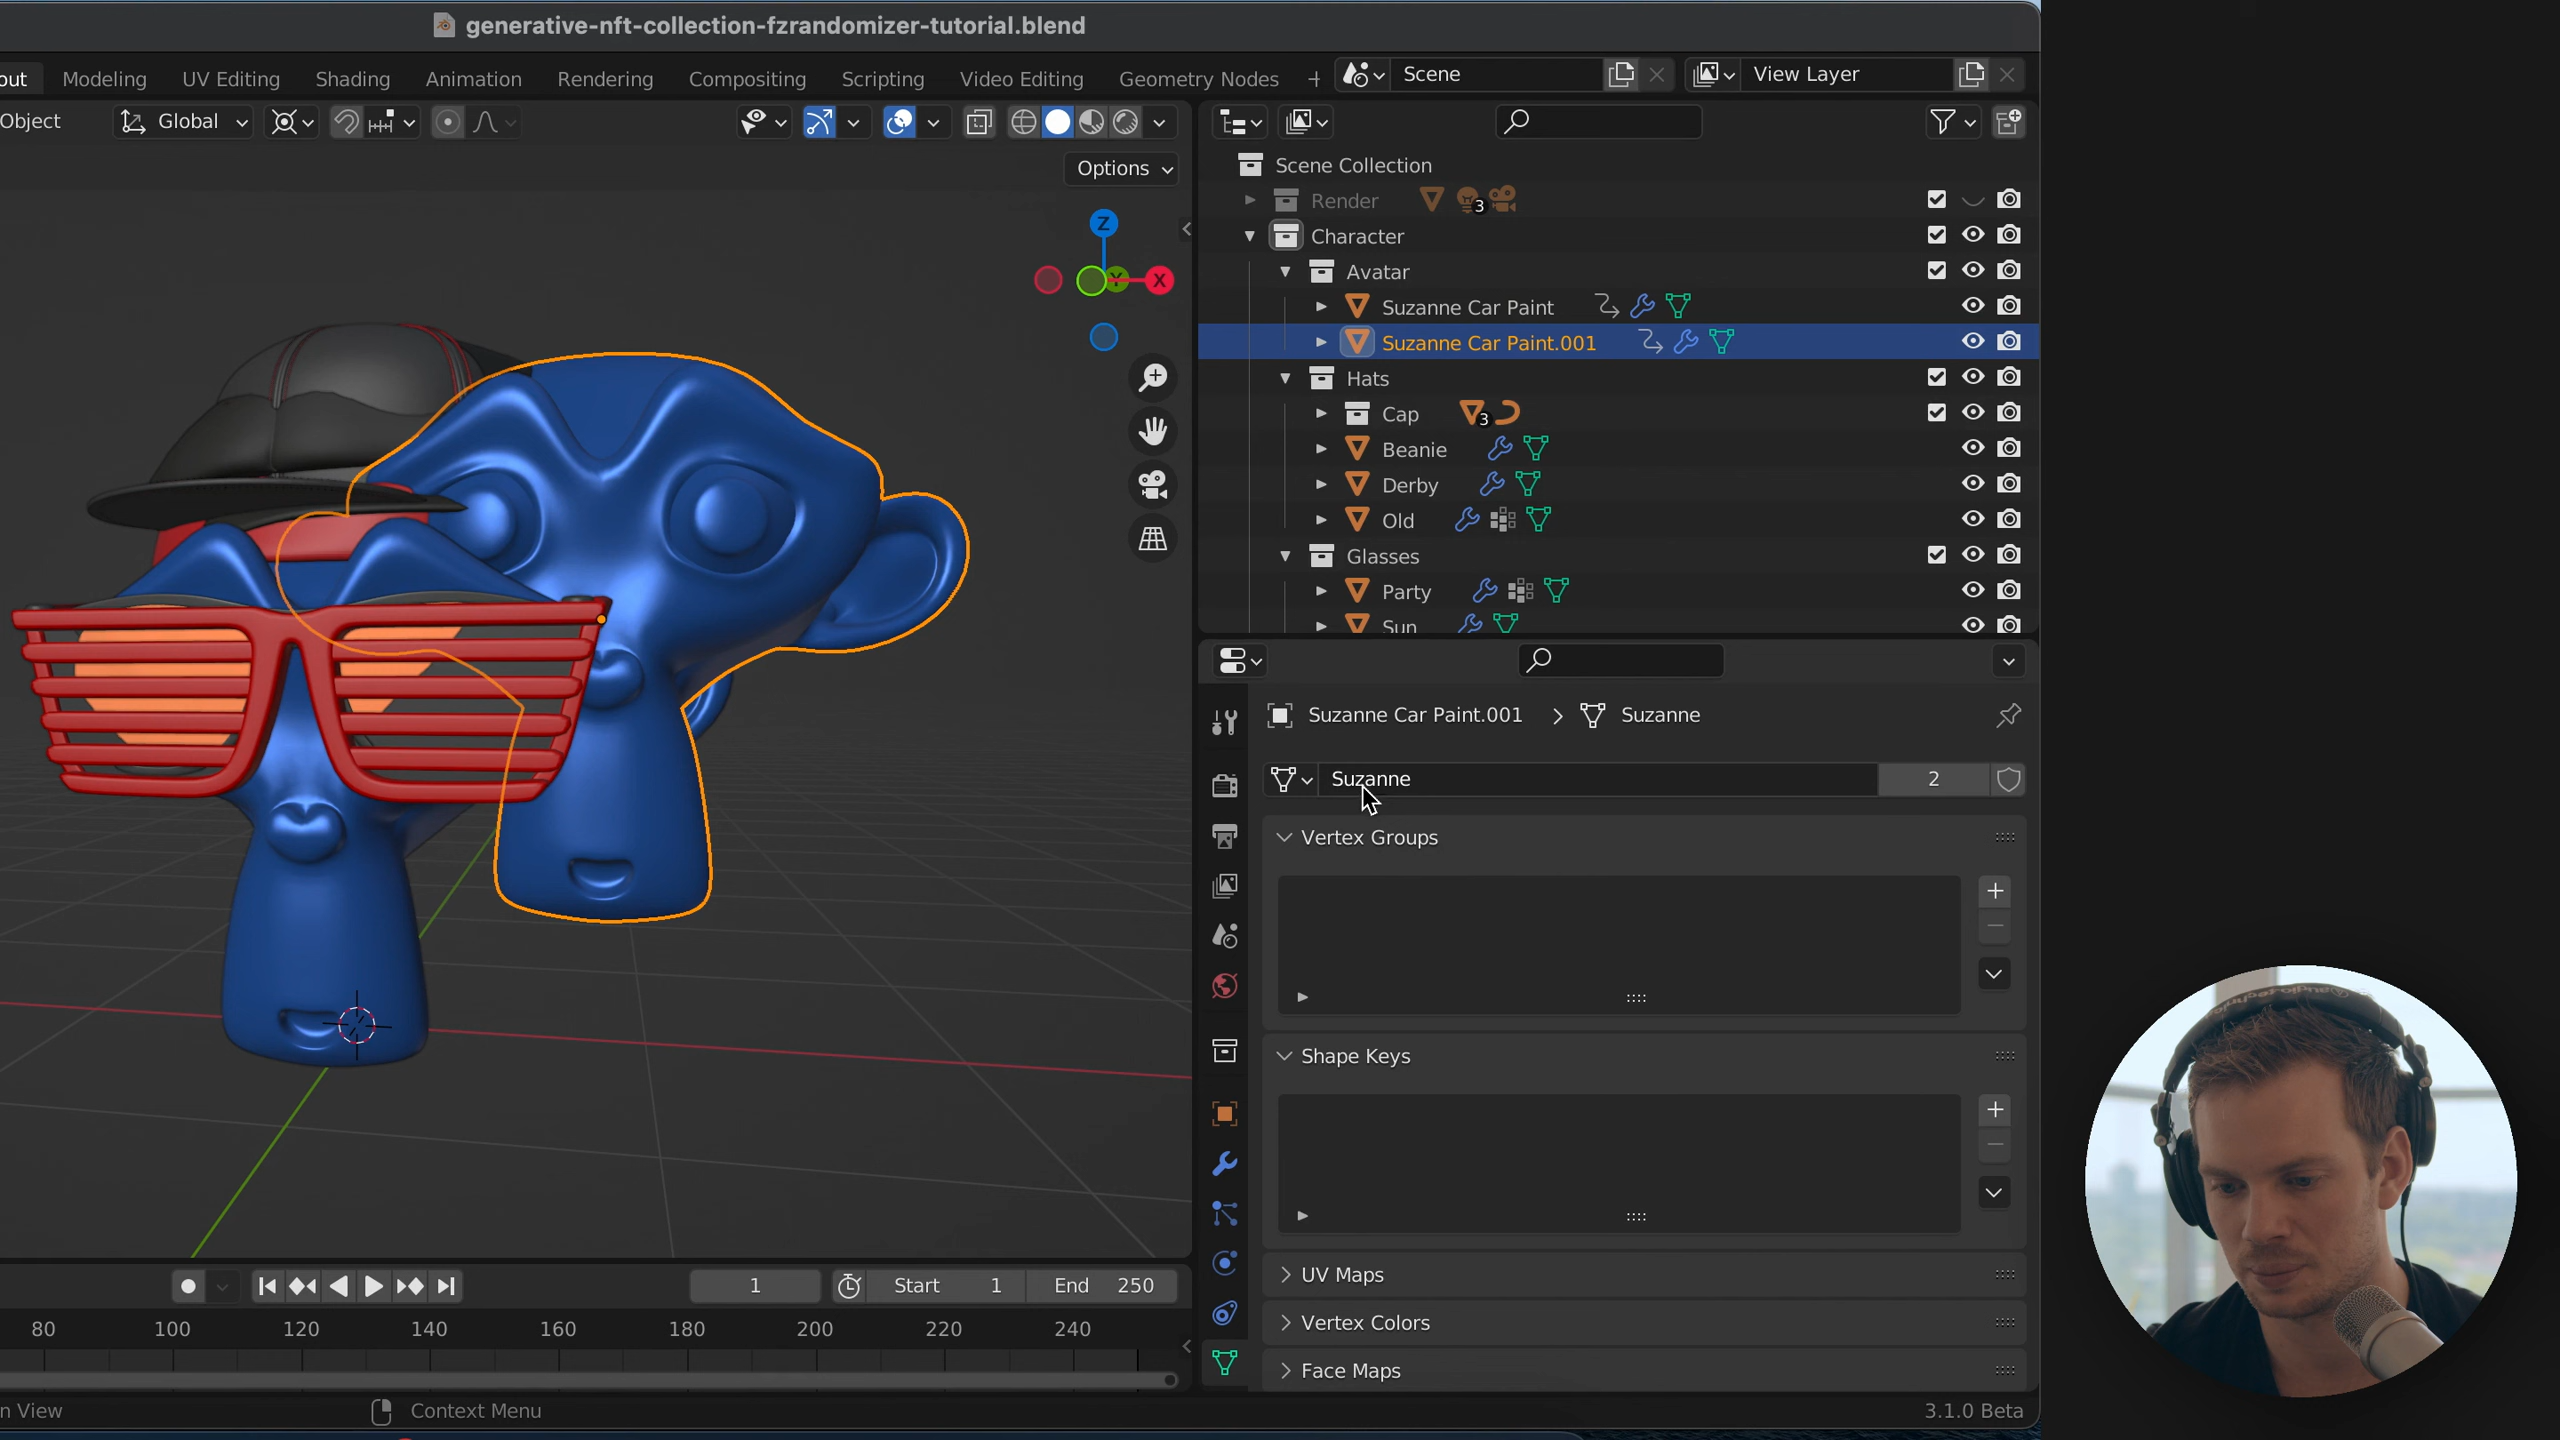 generative-nft-collection-fzrandomizer-tutorial.blend
out Modeling UV Editing Shading Animation Rendering Compositing Scripting Video Editing Geometry Nodes + Scene View Layer
Object Global
Options
Z
Y X
Scene Collection
Render 3
Character
Avatar
Suzanne Car Paint
Suzanne Car Paint.001
Hats
Cap 3
Beanie
Derby
Old
Glasses
Party
Sun
Suzanne Car Paint.001 > Suzanne
Suzanne 2
Vertex Groups
Shape Keys
UV Maps
Vertex Colors
Face Maps
1 Start 1 End 250
80 100 120 140 160 180 200 220 240
n View Context Menu 3.1.0 Beta